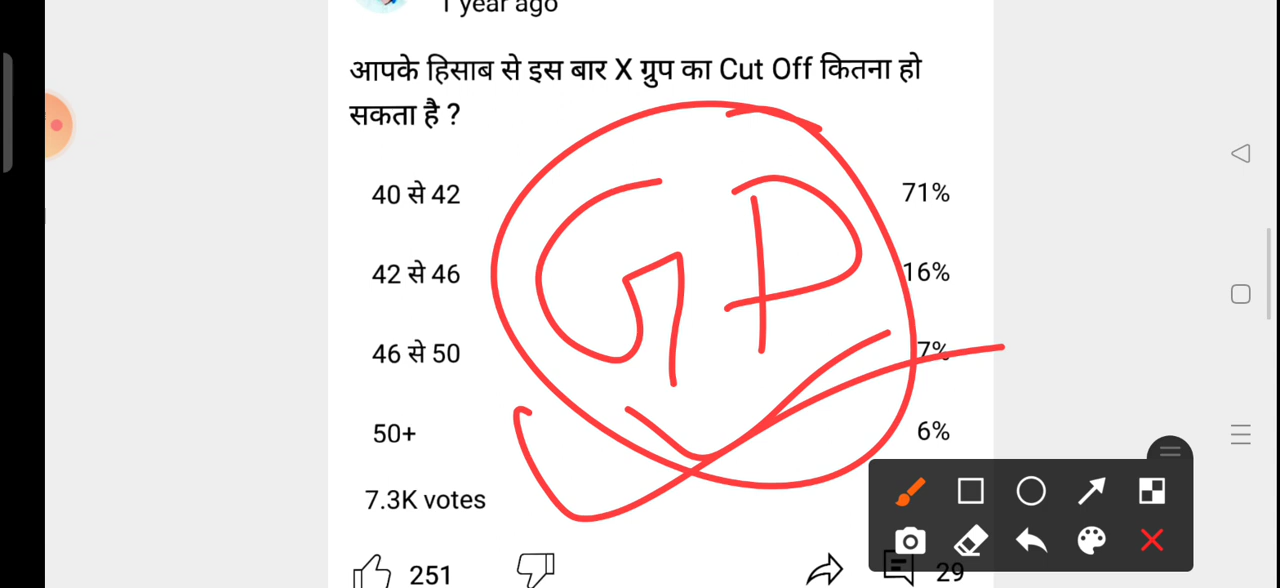 1 year ago
आपके हिसाब से इस बार X ग्रुप का Cut Off कितना हो
सकता है ?
40 से 42 71%
42 से 46 16%
46 से 50 7%
50+ 6%
GP
7.3K votes
251 29